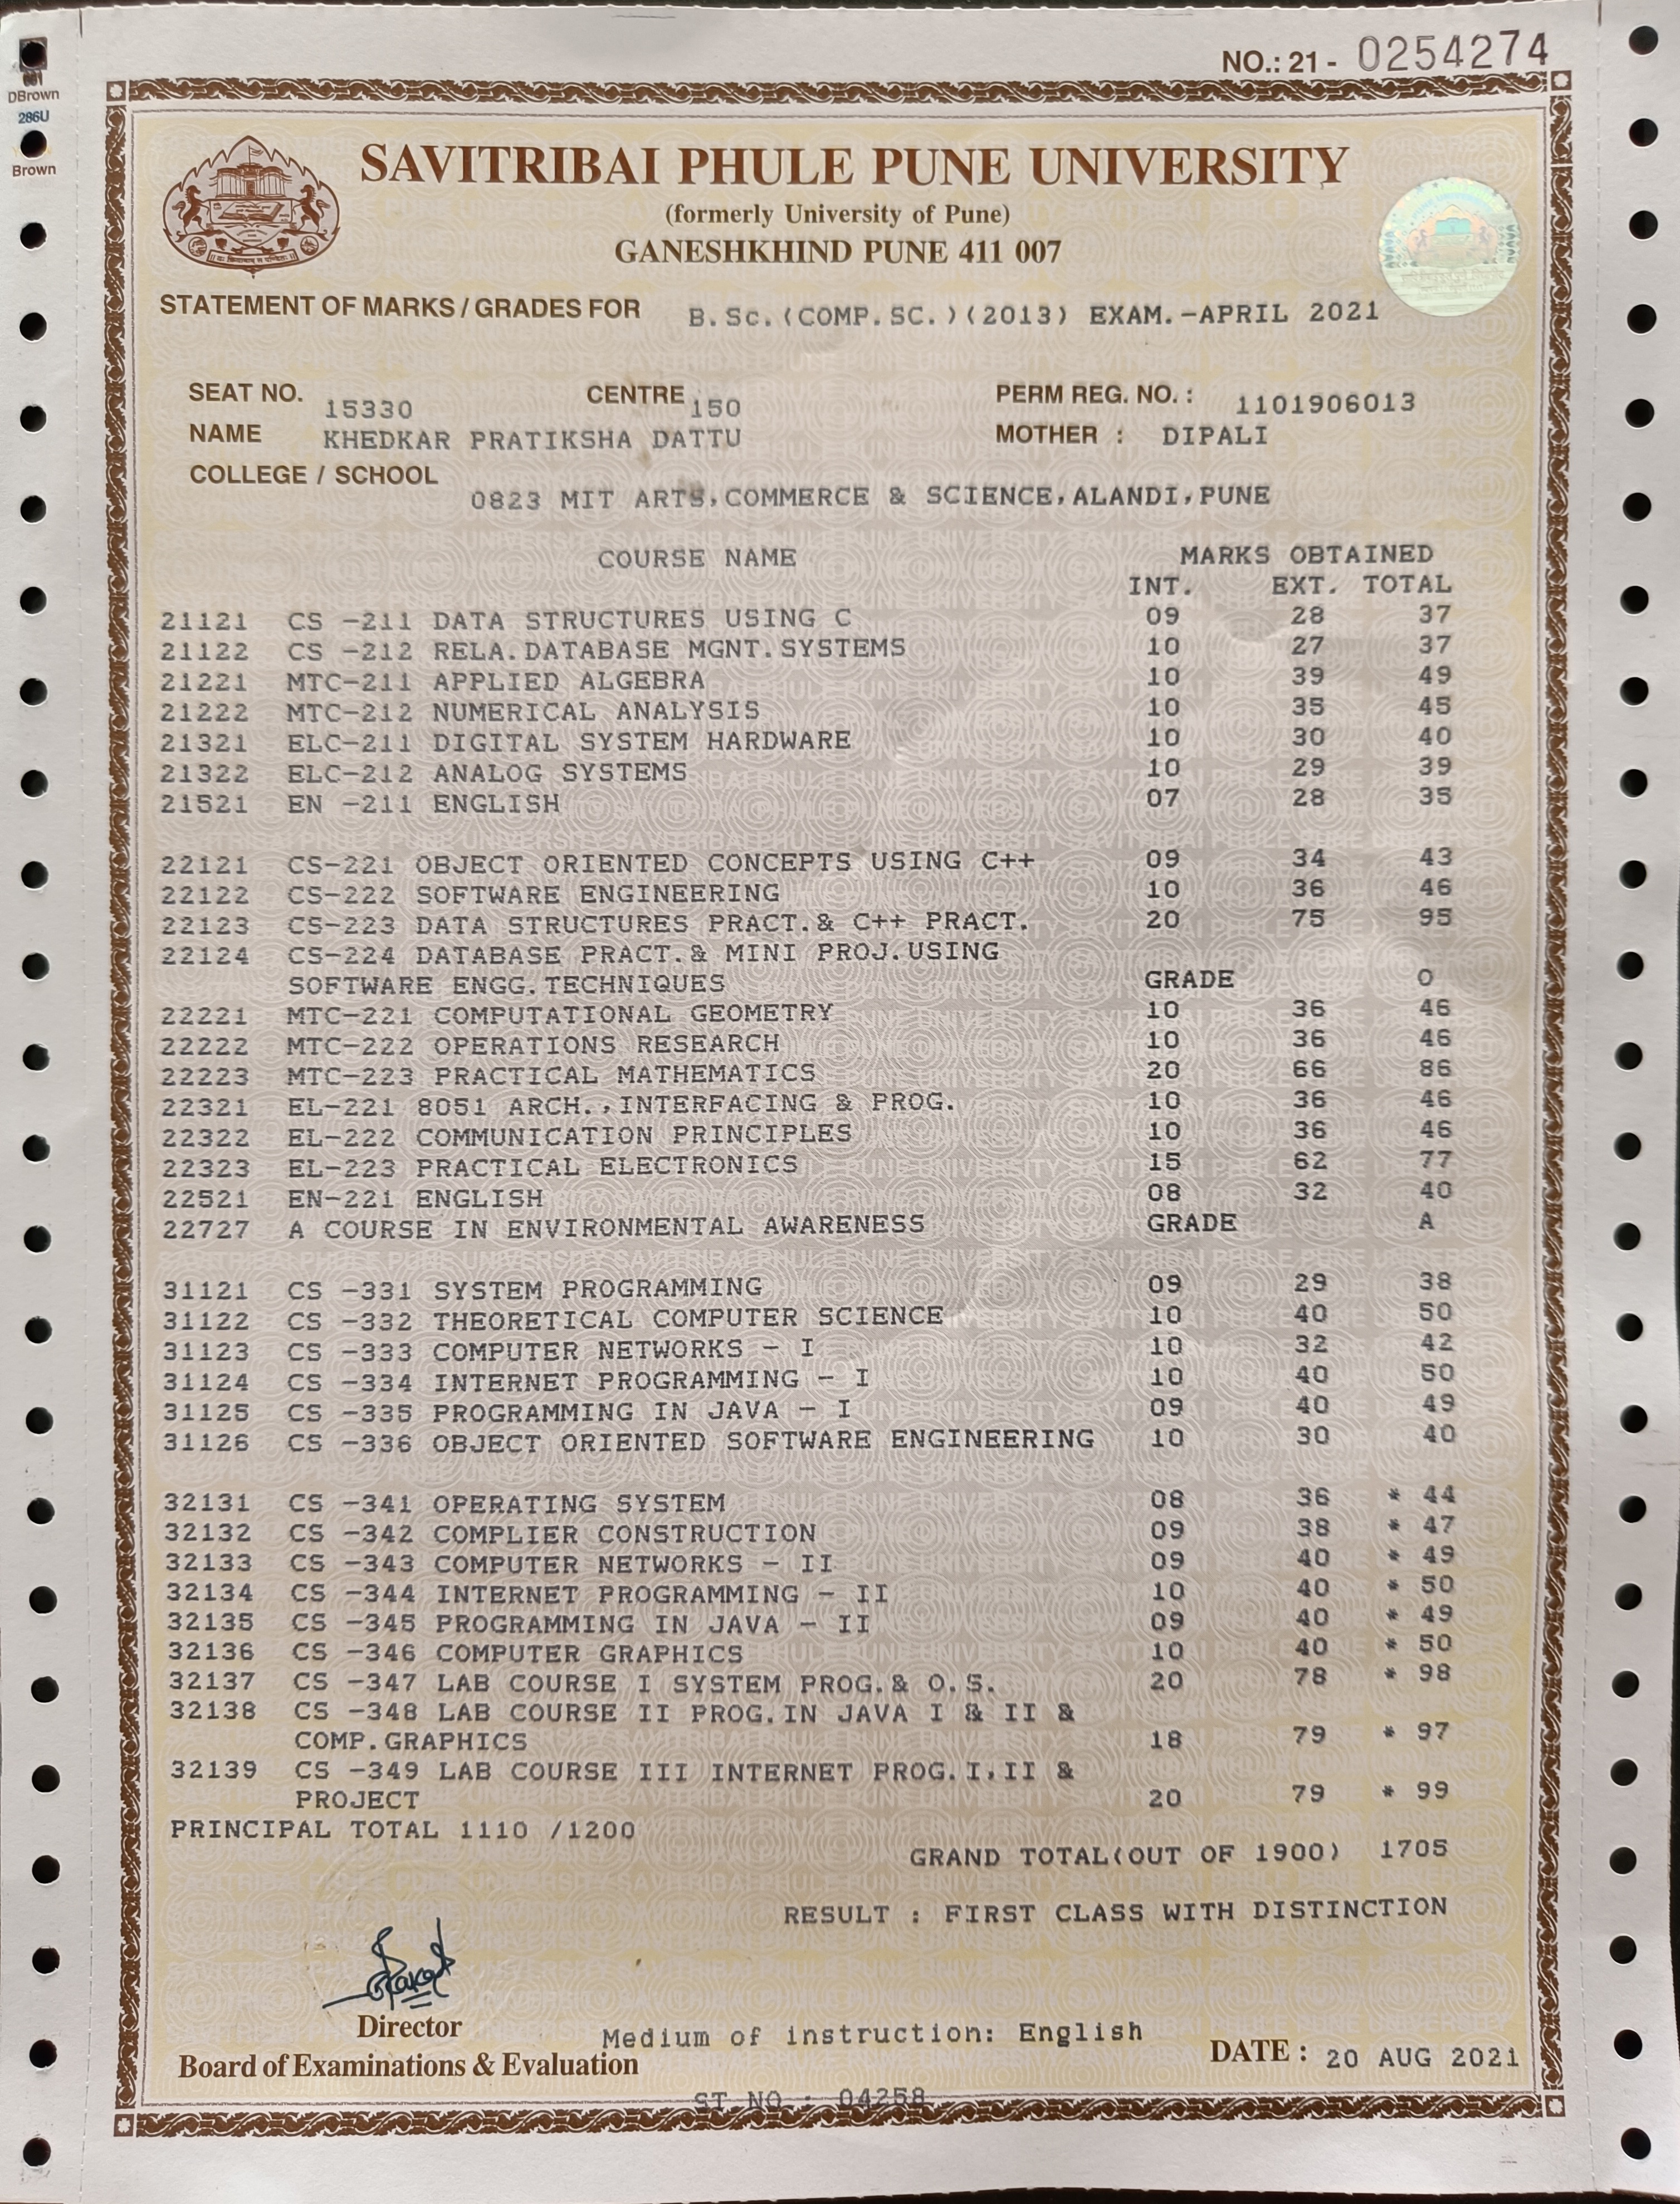 NO.: 21 - 0254274
DBrown
286U
Brown
SAVITRIBAI PHULE PUNE UNIVERSITY
(formerly University of Pune)
GANESHKHIND PUNE 411 007
STATEMENT OF MARKS / GRADES FOR B.Sc.(COMP.SC.)(2013) EXAM.-APRIL 2021
SEAT NO. 15330 CENTRE 150 PERM REG. NO. : 1101906013
NAME KHEDKAR PRATIKSHA DATTU MOTHER : DIPALI
COLLEGE / SCHOOL
0823 MIT ARTS,COMMERCE & SCIENCE,ALANDI,PUNE
COURSE NAME MARKS OBTAINED
INT. EXT. TOTAL
21121 CS -211 DATA STRUCTURES USING C 09 28 37
21122 CS -212 RELA.DATABASE MGNT.SYSTEMS 10 27 37
21221 MTC-211 APPLIED ALGEBRA 10 39 49
21222 MTC-212 NUMERICAL ANALYSIS 10 35 45
21321 ELC-211 DIGITAL SYSTEM HARDWARE 10 30 40
21322 ELC-212 ANALOG SYSTEMS 10 29 39
21521 EN -211 ENGLISH 07 28 35
22121 CS-221 OBJECT ORIENTED CONCEPTS USING C++ 09 34 43
22122 CS-222 SOFTWARE ENGINEERING 10 36 46
22123 CS-223 DATA STRUCTURES PRACT.& C++ PRACT. 20 75 95
22124 CS-224 DATABASE PRACT.& MINI PROJ.USING
SOFTWARE ENGG.TECHNIQUES GRADE O
22221 MTC-221 COMPUTATIONAL GEOMETRY 10 36 46
22222 MTC-222 OPERATIONS RESEARCH 10 36 46
22223 MTC-223 PRACTICAL MATHEMATICS 20 66 86
22321 EL-221 8051 ARCH.,INTERFACING & PROG. 10 36 46
22322 EL-222 COMMUNICATION PRINCIPLES 10 36 46
22323 EL-223 PRACTICAL ELECTRONICS 15 62 77
22521 EN-221 ENGLISH 08 32 40
22727 A COURSE IN ENVIRONMENTAL AWARENESS GRADE A
31121 CS -331 SYSTEM PROGRAMMING 09 29 38
31122 CS -332 THEORETICAL COMPUTER SCIENCE 10 40 50
31123 CS -333 COMPUTER NETWORKS - I 10 32 42
31124 CS -334 INTERNET PROGRAMMING - I 10 40 50
31125 CS -335 PROGRAMMING IN JAVA - I 09 40 49
31126 CS -336 OBJECT ORIENTED SOFTWARE ENGINEERING 10 30 40
32131 CS -341 OPERATING SYSTEM 08 36 * 44
32132 CS -342 COMPLIER CONSTRUCTION 09 38 * 47
32133 CS -343 COMPUTER NETWORKS - II 09 40 * 49
32134 CS -344 INTERNET PROGRAMMING - II 10 40 * 50
32135 CS -345 PROGRAMMING IN JAVA - II 09 40 * 49
32136 CS -346 COMPUTER GRAPHICS 10 40 * 50
32137 CS -347 LAB COURSE I SYSTEM PROG.& O.S. 20 78 * 98
32138 CS -348 LAB COURSE II PROG.IN JAVA I & II &
COMP.GRAPHICS 18 79 * 97
32139 CS -349 LAB COURSE III INTERNET PROG.I,II &
PROJECT 20 79 * 99
PRINCIPAL TOTAL 1110 /1200
GRAND TOTAL(OUT OF 1900) 1705
RESULT : FIRST CLASS WITH DISTINCTION
Director
Board of Examinations & Evaluation
Medium of instruction: English
DATE : 20 AUG 2021
ST NO : 04258